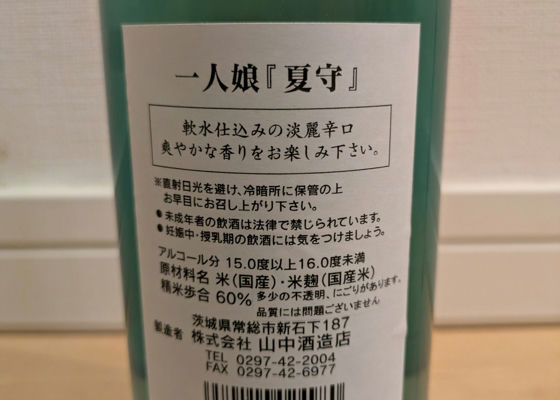 一人娘『夏守』
軟水仕込みの淡麗辛口
爽やかな香りをお楽しみ下さい。
※直射日光を避け、冷暗所に保管の上
お早目にお召し上がり下さい。
●未成年者の飲酒は法律で禁じられています。
●妊娠中・授乳期の飲酒には気をつけましょう。
アルコール分 15.0度以上16.0度未満
原材料名 米(国産)・米麹(国産米)
精米歩合 60% 多少の不透明、にごりがあります。
品質には問題ございません
茨城県常総市新石下187
製造者 株式会社 山中酒造店
TEL 0297-42-2004
FAX 0297-42-6977